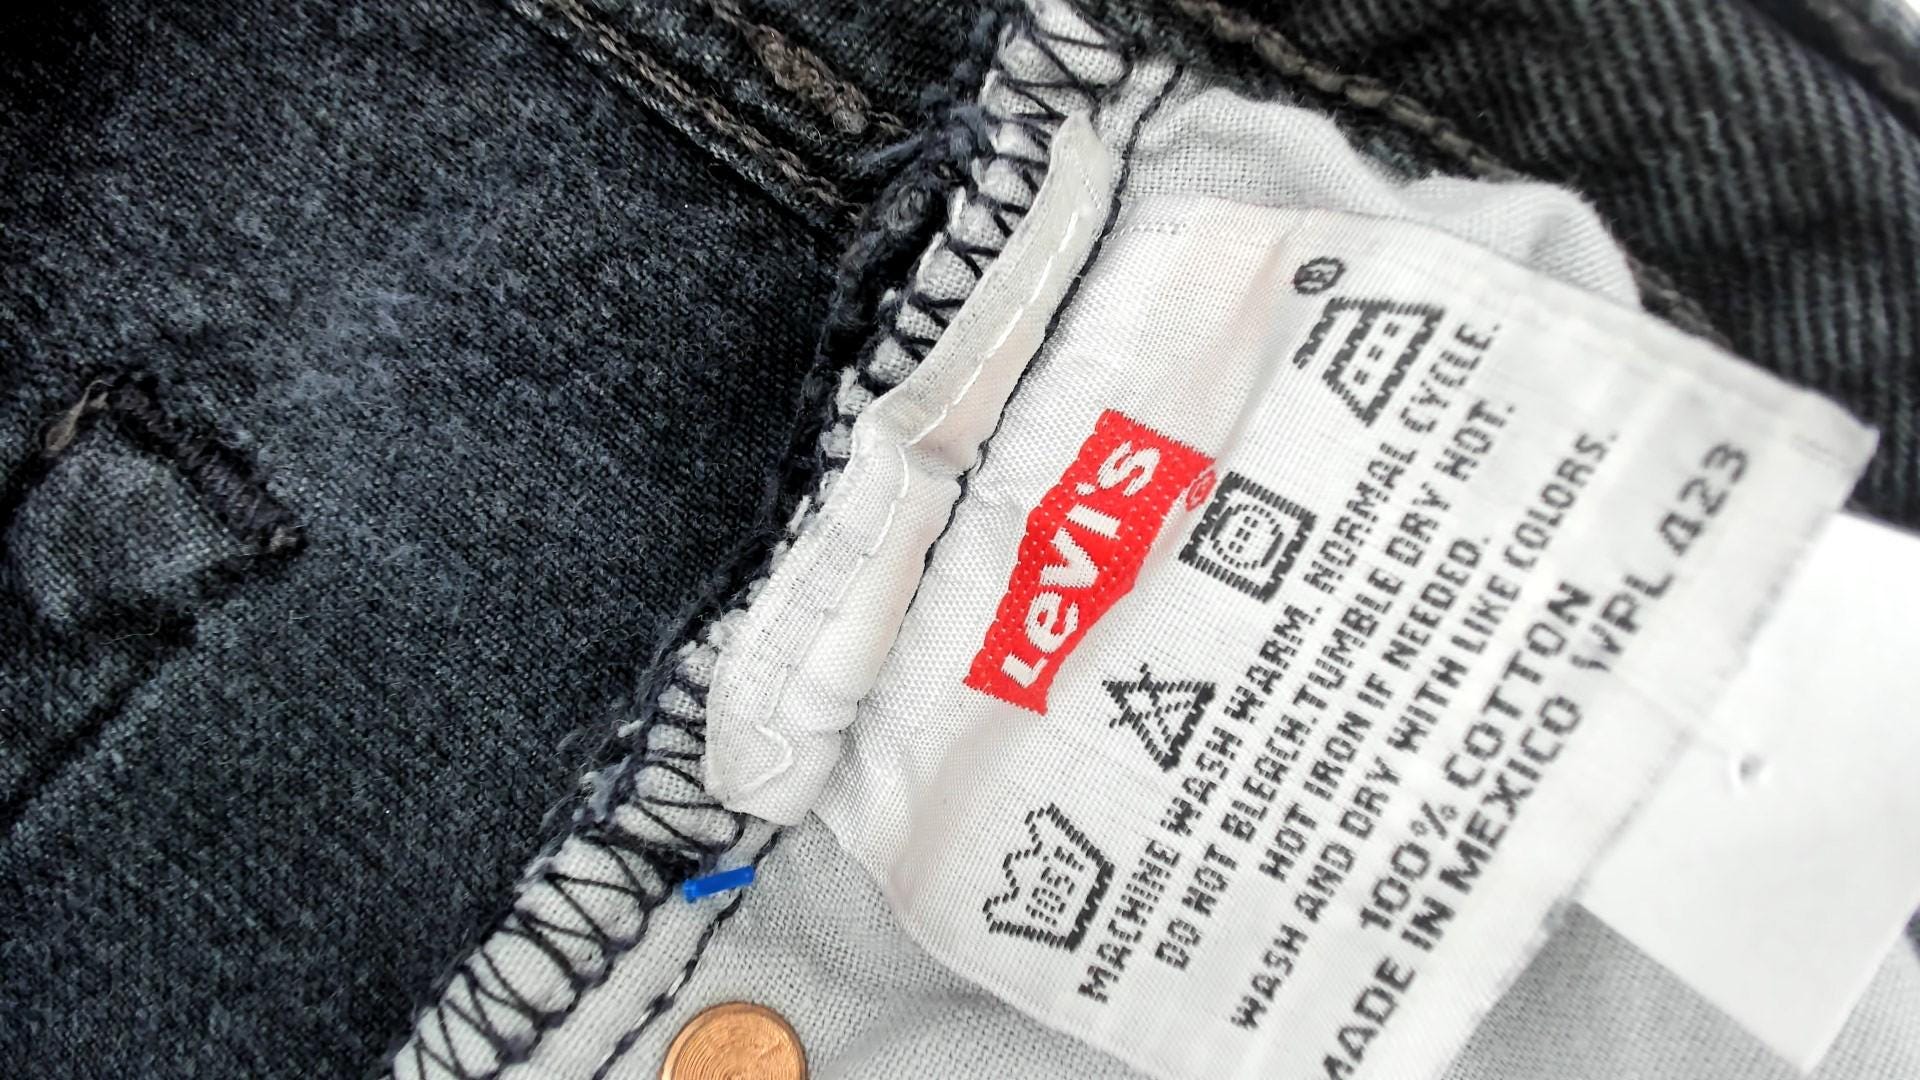 Levi's ®
105F
MACHINE WASH WARM. NORMAL CYCLE.
DO NOT BLEACH.TUMBLE DRY HOT.
HOT IRON IF NEEDED.
WASH AND DRY WITH LIKE COLORS.
100% COTTON
MADE IN MEXICO WPL 423